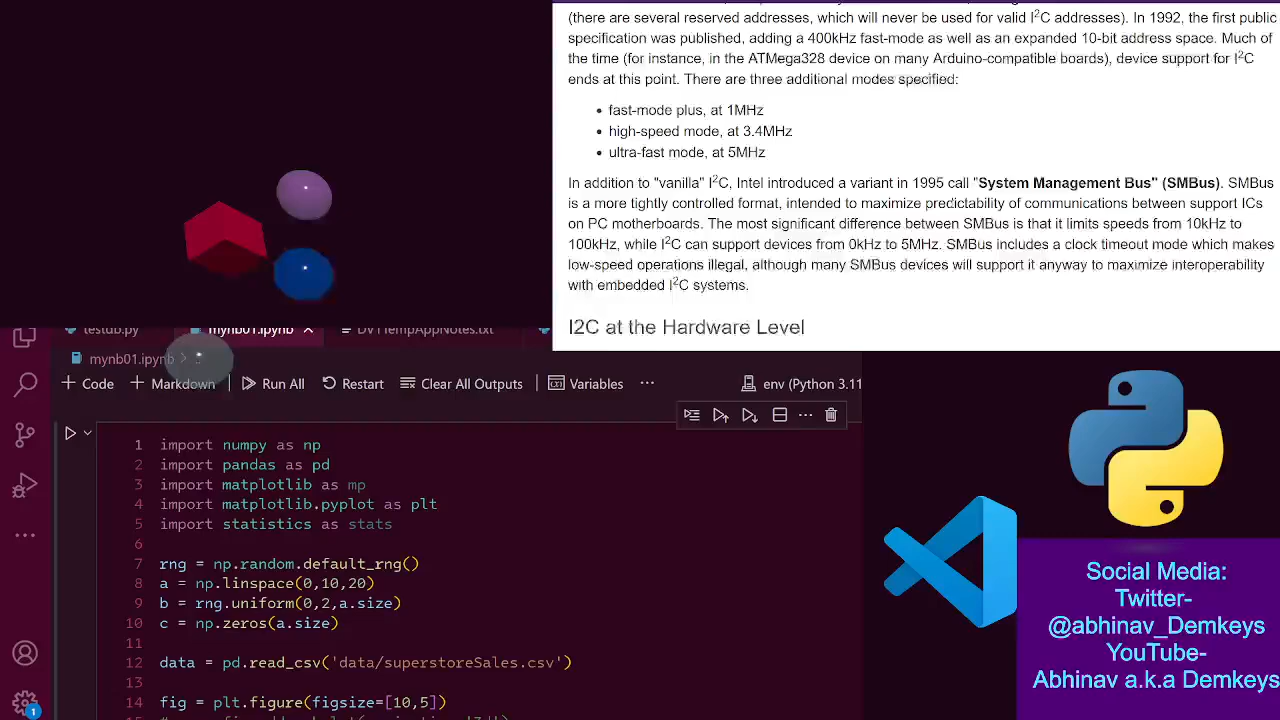 (there are several reserved addresses, which will never be used for valid I2C addresses). In 1992, the first public
specification was published, adding a 400kHz fast-mode as well as an expanded 10-bit address space. Much of
the time (for instance, in the ATMega328 device on many Arduino-compatible boards), device support for I2C
ends at this point. There are three additional modes specified:
• fast-mode plus, at 1MHz
• high-speed mode, at 3.4MHz
• ultra-fast mode, at 5MHz
In addition to "vanilla" I2C, Intel introduced a variant in 1995 call "System Management Bus" (SMBus). SMBus
is a more tightly controlled format, intended to maximize predictability of communications between support ICs
on PC motherboards. The most significant difference between SMBus is that it limits speeds from 10kHz to
100kHz, while I2C can support devices from 0kHz to 5MHz. SMBus includes a clock timeout mode which makes
low-speed operations illegal, although many SMBus devices will support it anyway to maximize interoperability
with embedded I2C systems.
I2C at the Hardware Level
testdb.py mynb01.ipynb
mynb01.ipynb >
+ Code + Markdown Run All Restart Clear All Outputs Variables ... env (Python 3.11
1 import numpy as np
2 import pandas as pd
3 import matplotlib as mp
4 import matplotlib.pyplot as plt
5 import statistics as stats
6
7 rng = np.random.default_rng()
8 a = np.linspace(0,10,20)
9 b = rng.uniform(0,2,a.size)
10 c = np.zeros(a.size)
11
12 data = pd.read_csv('data/superstoreSales.csv')
13
14 fig = plt.figure(figsize=[10,5])
1
Social Media:
Twitter-
@abhinav_Demkeys
YouTube-
Abhinav a.k.a Demkeys